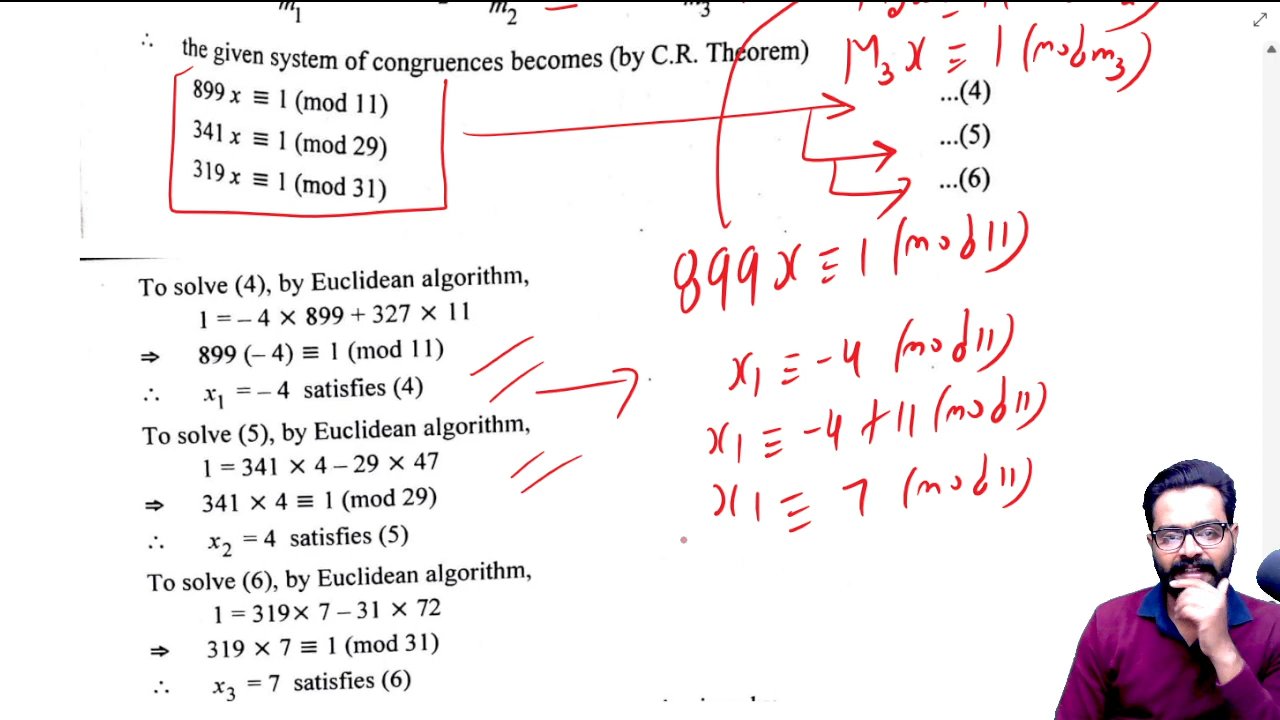 m1 m2 m3
∴ the given system of congruences becomes (by C.R. Theorem)
M3 x ≡ 1 (mod m3)
899 x ≡ 1 (mod 11) ...(4)
341 x ≡ 1 (mod 29) ...(5)
319 x ≡ 1 (mod 31) ...(6)
899x ≡ 1 (mod 11)
To solve (4), by Euclidean algorithm,
1 = – 4 × 899 + 327 × 11
⇒ 899 (– 4) ≡ 1 (mod 11)
∴ x1 = – 4 satisfies (4)
To solve (5), by Euclidean algorithm,
1 = 341 × 4 – 29 × 47
⇒ 341 × 4 ≡ 1 (mod 29)
∴ x2 = 4 satisfies (5)
To solve (6), by Euclidean algorithm,
1 = 319× 7 – 31 × 72
⇒ 319 × 7 ≡ 1 (mod 31)
∴ x3 = 7 satisfies (6)
x1 ≡ -4 (mod 11)
x1 ≡ -4 + 11 (mod 11)
x1 ≡ 7 (mod 11)